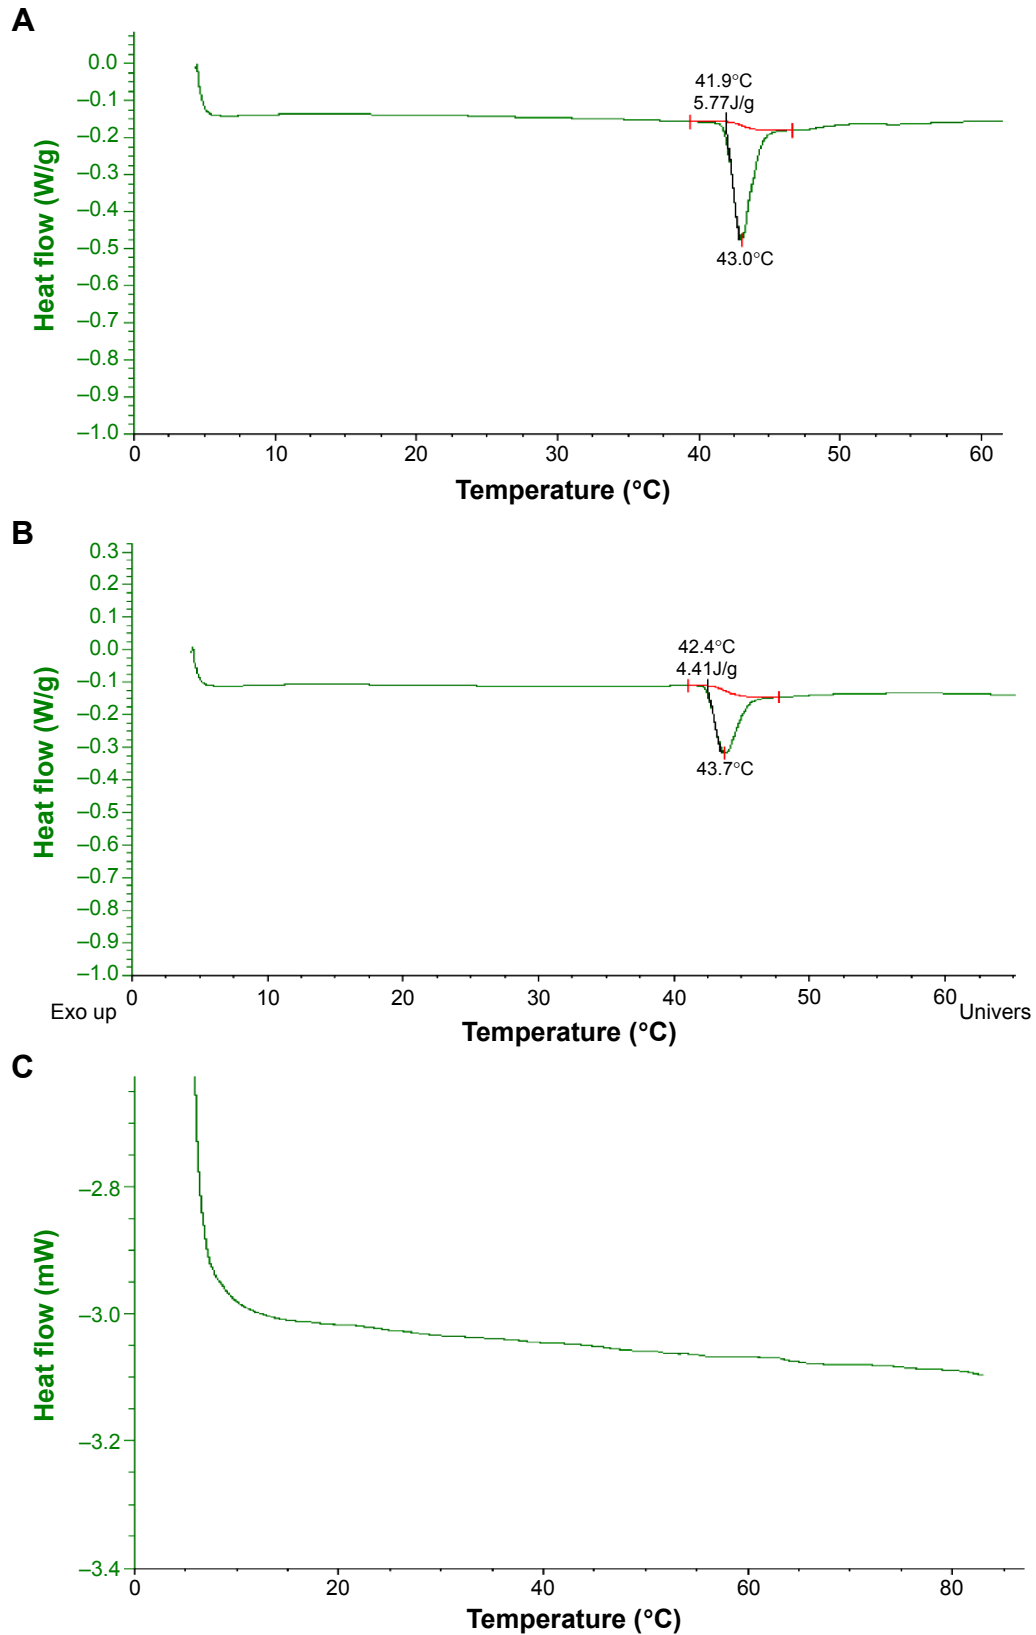 A
0.0
–0.1
–0.2
–0.3
–0.4
–0.5
–0.6
–0.7
–0.8
–0.9
–1.0
Heat flow (W/g)
41.9°C
5.77J/g
43.0°C
0 10 20 30 40 50 60
Temperature (°C)
B
0.3
0.2
0.1
0.0
–0.1
–0.2
–0.3
–0.4
–0.5
–0.6
–0.7
–0.8
–0.9
–1.0
Heat flow (W/g)
42.4°C
4.41J/g
43.7°C
0 10 20 30 40 50 60
Exo up
Univers
Temperature (°C)
C
–2.8
–3.0
–3.2
–3.4
Heat flow (mW)
0 20 40 60 80
Temperature (°C)